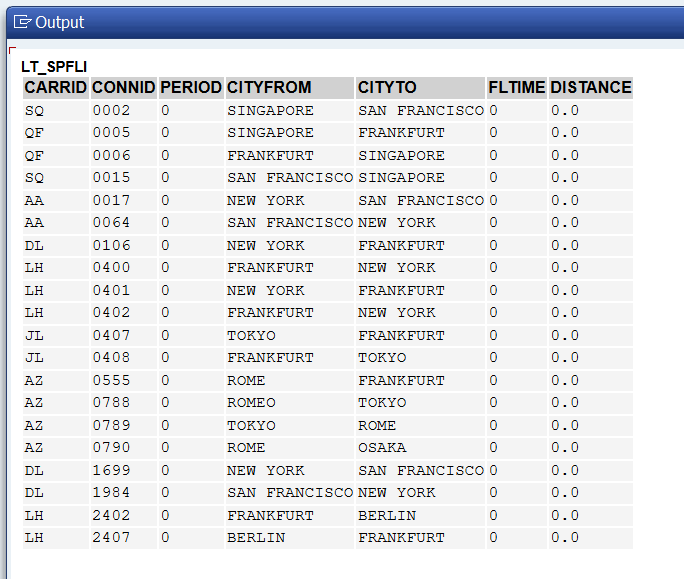 Output
LT_SPFLI
CARRID CONNID PERIOD CITYFROM CITYTO FLTIME DISTANCE
SQ 0002 0 SINGAPORE SAN FRANCISCO 0 0.0
QF 0005 0 SINGAPORE FRANKFURT 0 0.0
QF 0006 0 FRANKFURT SINGAPORE 0 0.0
SQ 0015 0 SAN FRANCISCO SINGAPORE 0 0.0
AA 0017 0 NEW YORK SAN FRANCISCO 0 0.0
AA 0064 0 SAN FRANCISCO NEW YORK 0 0.0
DL 0106 0 NEW YORK FRANKFURT 0 0.0
LH 0400 0 FRANKFURT NEW YORK 0 0.0
LH 0401 0 NEW YORK FRANKFURT 0 0.0
LH 0402 0 FRANKFURT NEW YORK 0 0.0
JL 0407 0 TOKYO FRANKFURT 0 0.0
JL 0408 0 FRANKFURT TOKYO 0 0.0
AZ 0555 0 ROME FRANKFURT 0 0.0
AZ 0788 0 ROMEO TOKYO 0 0.0
AZ 0789 0 TOKYO ROME 0 0.0
AZ 0790 0 ROME OSAKA 0 0.0
DL 1699 0 NEW YORK SAN FRANCISCO 0 0.0
DL 1984 0 SAN FRANCISCO NEW YORK 0 0.0
LH 2402 0 FRANKFURT BERLIN 0 0.0
LH 2407 0 BERLIN FRANKFURT 0 0.0